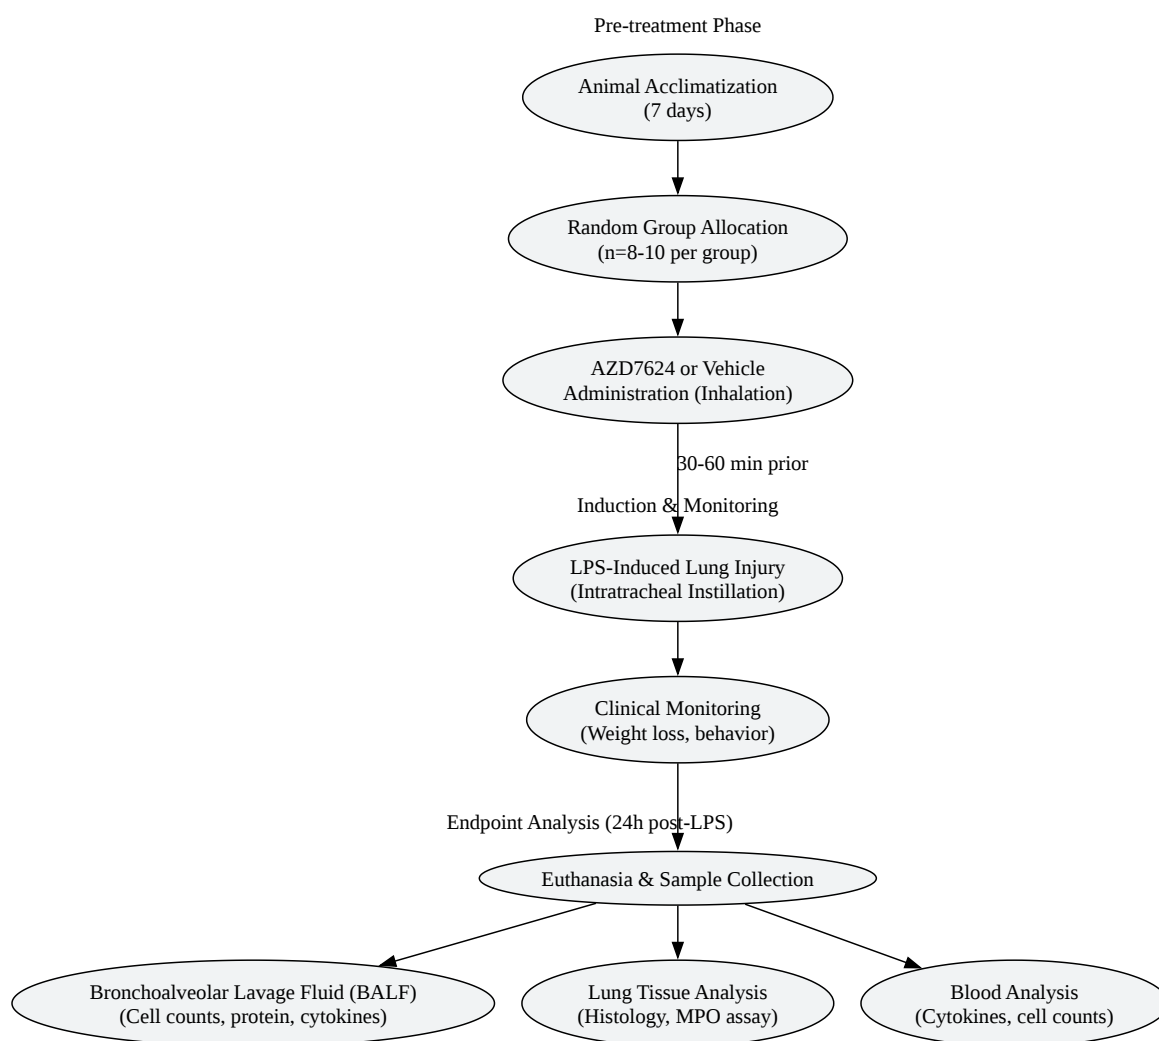 Pre-treatment Phase
Animal Acclimatization
(7 days)
Random Group Allocation
(n=8-10 per group)
AZD7624 or Vehicle
Administration (Inhalation)
30-60 min prior
Induction & Monitoring
LPS-Induced Lung Injury
(Intratracheal Instillation)
Clinical Monitoring
(Weight loss, behavior)
Endpoint Analysis (24h post-LPS)
Euthanasia & Sample Collection
Bronchoalveolar Lavage Fluid (BALF)
(Cell counts, protein, cytokines)
Lung Tissue Analysis
(Histology, MPO assay)
Blood Analysis
(Cytokines, cell counts)